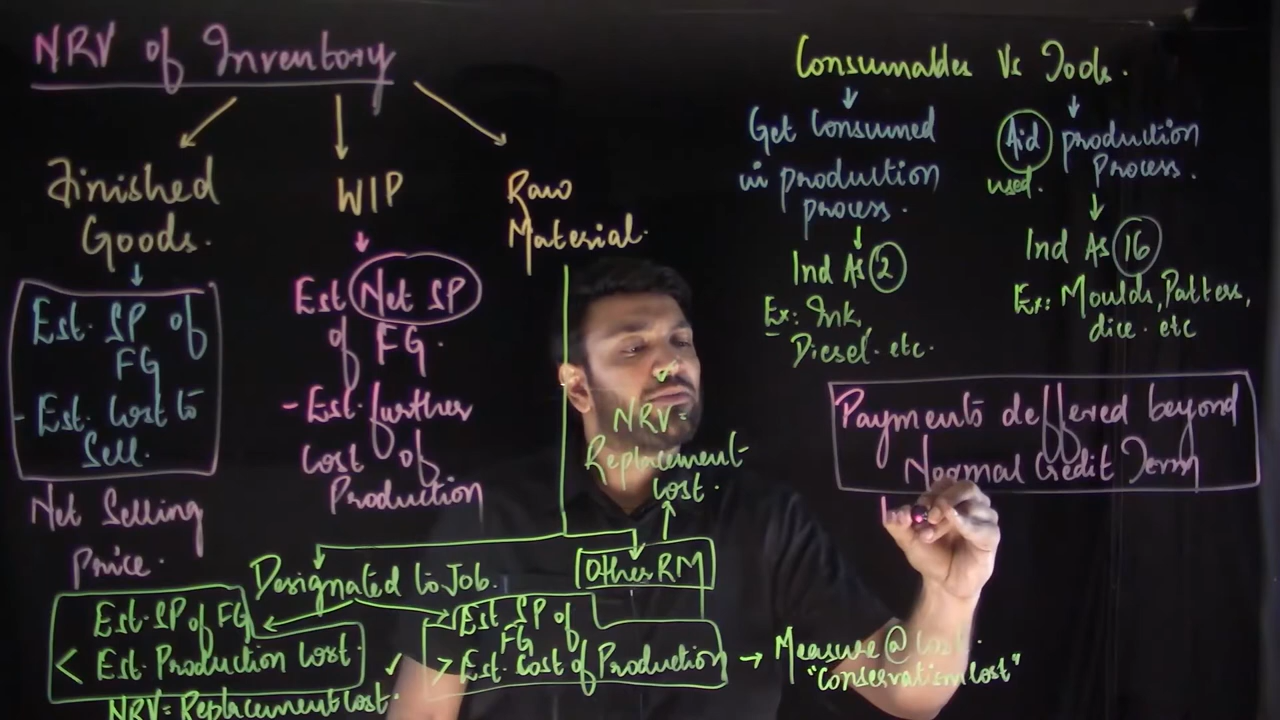 NRV of Inventory
Finished
Goods.
Est. SP of
FG
- Est. Cost to
Sell.
Net Selling
Price.
WIP
Est Net SP
of FG.
- Est. further
Cost of
Production
Raw
Material.
Designated to Job.
Est. SP of FG
< Est. Production Cost.
NRV = Replacement Cost.
Est SP of
FG
> Est. Cost of Production
→ Measure @ Cost.
"Conservatism Cost"
Other RM
NRV =
Replacement
Cost.
Consumables Vs Tools.
Get Consumed
in production
process.
Ind AS 2
Ex: Ink,
Diesel. etc.
Aid production
used. Process.
Ind AS 16
Ex: Moulds, Patters,
dice. etc
Payments deffered beyond
Normal Credit Term